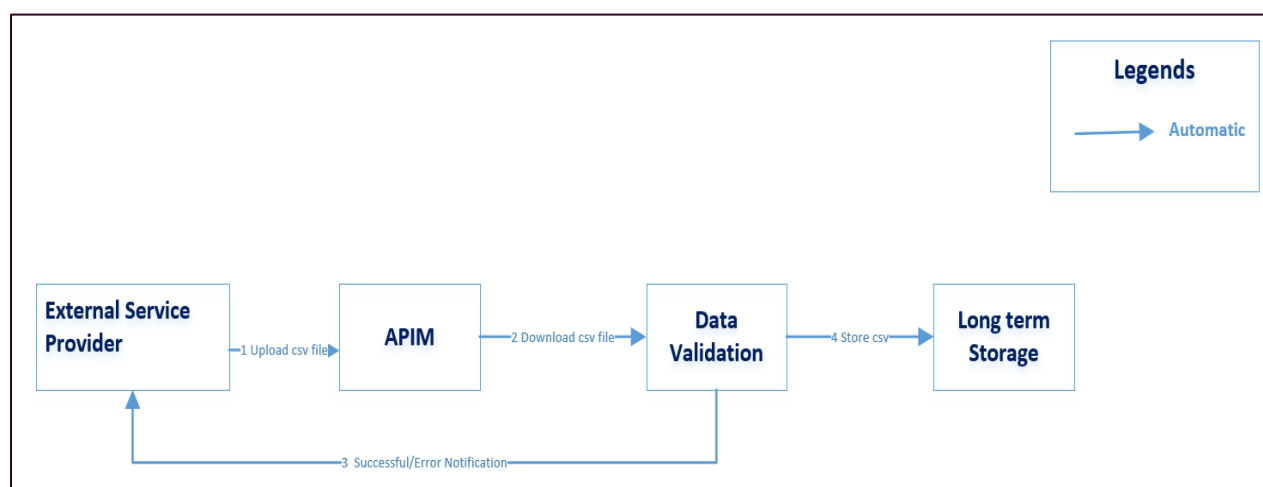 Legends
Automatic
External Service
Provider
1 Upload csv file
APIM
2 Download csv file
Data
Validation
4 Store csv
Long term
Storage
3 Successful/Error Notification